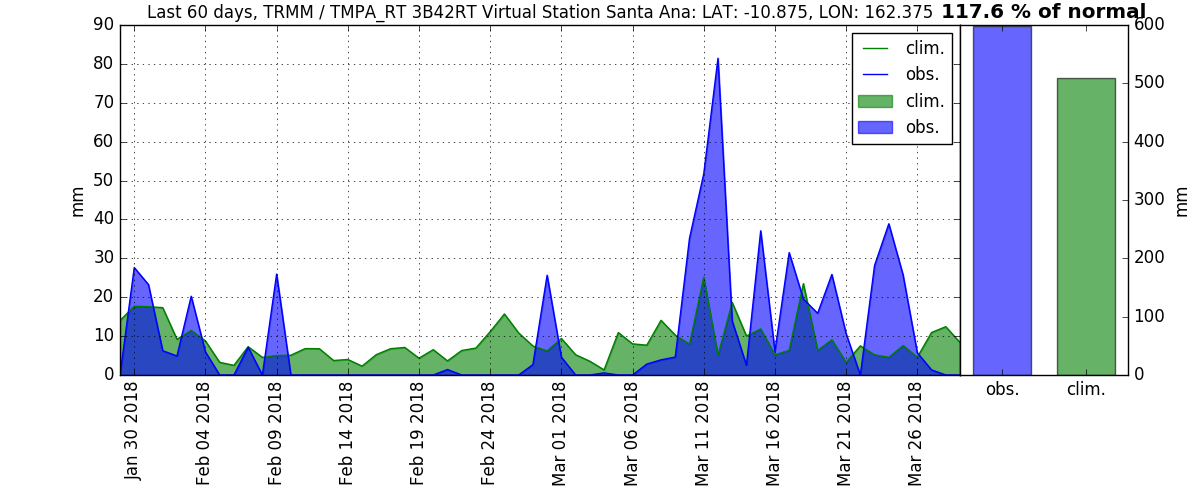 Last 60 days, TRMM / TMPA_RT 3B42RT Virtual Station Santa Ana: LAT: -10.875, LON: 162.375 117.6 % of normal
90
80
70
60
50
40
30
20
10
0
mm
clim.
obs.
clim.
obs.
600
500
400
300
200
100
0
mm
obs.
clim.
Jan 30 2018
Feb 04 2018
Feb 09 2018
Feb 14 2018
Feb 19 2018
Feb 24 2018
Mar 01 2018
Mar 06 2018
Mar 11 2018
Mar 16 2018
Mar 21 2018
Mar 26 2018